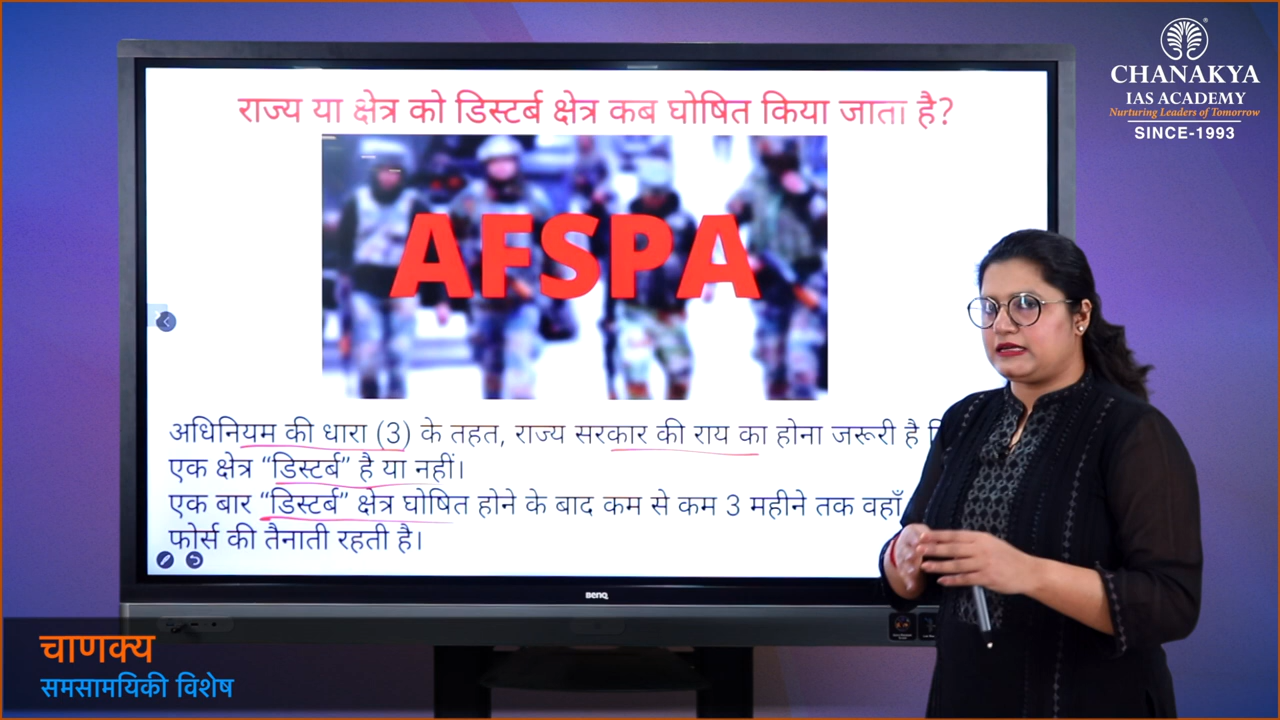 राज्य या क्षेत्र को डिस्टर्ब क्षेत्र कब घोषित किया जाता है?
AFSPA
अधिनियम की धारा (3) के तहत, राज्य सरकार की राय का होना जरूरी है
एक क्षेत्र “डिस्टर्ब” है या नहीं।
एक बार “डिस्टर्ब” क्षेत्र घोषित होने के बाद कम से कम 3 महीने तक वहाँ
फोर्स की तैनाती रहती है।
BENQ
CHANAKYA
IAS ACADEMY
Nurturing Leaders of Tomorrow
SINCE-1993
चाणक्य
समसामयिकी विशेष